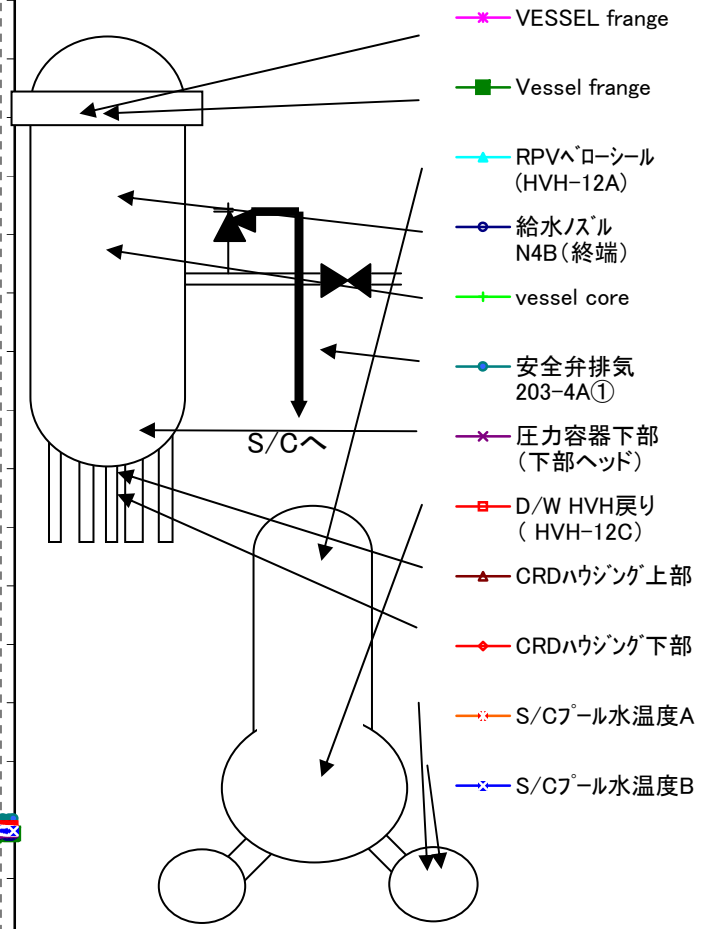 VESSEL frange
Vessel frange
RPVﾍﾞﾛｰｼｰﾙ
(HVH-12A)
給水ﾉｽﾞﾙ
N4B(終端)
vessel core
安全弁排気
203-4A①
圧力容器下部
(下部ヘッド)
D/W HVH戻り
( HVH-12C)
CRDﾊｳｼﾞﾝｸﾞ上部
CRDﾊｳｼﾞﾝｸﾞ下部
S/Cﾌﾟｰﾙ水温度A
S/Cﾌﾟｰﾙ水温度B
S/Cへ